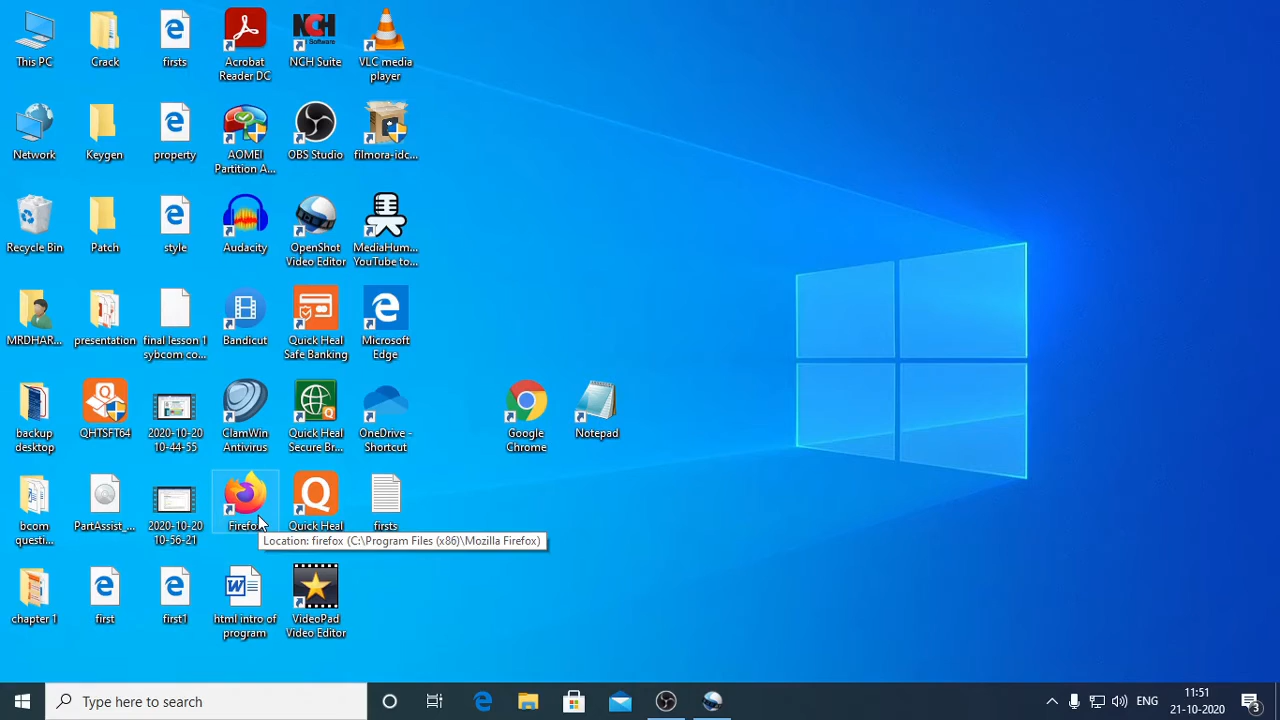 This PC
Crack
firsts
Acrobat
Reader DC
NCH
Software
NCH Suite
VLC media
player
Network
Keygen
property
AOMEI
Partition A...
OBS Studio
filmora-idc...
Recycle Bin
Patch
style
Audacity
OpenShot
Video Editor
MediaHum...
YouTube to...
MRDHAR...
presentation
final lesson 1
sybcom co...
Bandicut
Quick Heal
Safe Banking
Microsoft
Edge
backup
desktop
QHTSFT64
2020-10-20
10-44-55
ClamWin
Antivirus
Quick Heal
Secure Br...
OneDrive -
Shortcut
Google
Chrome
Notepad
bcom
questi...
PartAssist_...
2020-10-20
10-56-21
Firefox
Quick Heal
firsts
Location: firefox (C:\Program Files (x86)\Mozilla Firefox)
chapter 1
first
first1
html intro of
program
VideoPad
Video Editor
Type here to search
ENG
11:51
21-10-2020
3